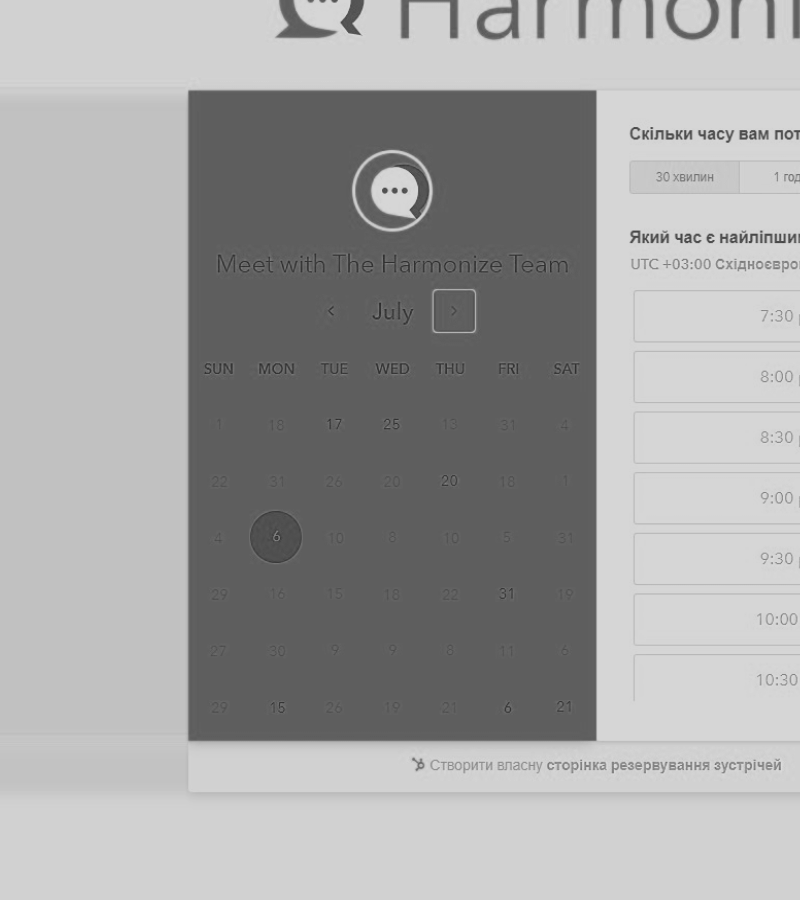 Harmoni
Meet with The Harmonize Team
July
SUN MON TUE WED THU FRI SAT
1 18 17 25 13 31 4
22 31 26 20 20 18 1
4 6 10 8 10 5 31
29 16 15 18 22 31 19
27 30 9 9 8 11 6
29 15 26 19 21 6 21
Скільки часу вам пот
30 хвилин 1 год
Який час є найліпши
UTC +03:00 Східноєвро
7:30
8:00
8:30
9:00
9:30
10:00
10:30
Створити власну сторінка резервування зустрічей